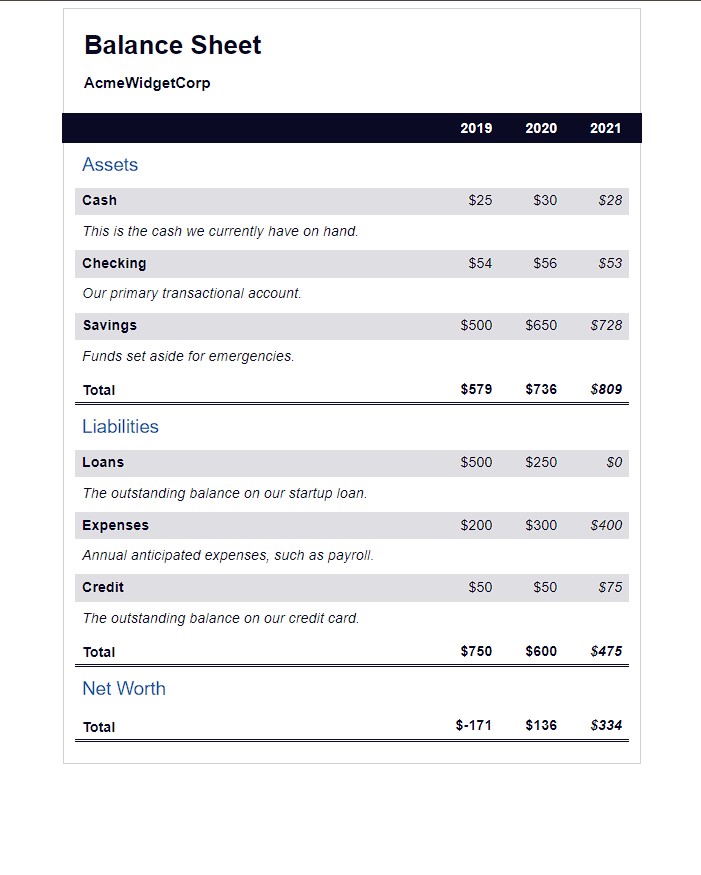 Balance Sheet
AcmeWidgetCorp
2019 2020 2021
Assets
Cash $25 $30 $28
This is the cash we currently have on hand.
Checking $54 $56 $53
Our primary transactional account.
Savings $500 $650 $728
Funds set aside for emergencies.
Total $579 $736 $809
Liabilities
Loans $500 $250 $0
The outstanding balance on our startup loan.
Expenses $200 $300 $400
Annual anticipated expenses, such as payroll.
Credit $50 $50 $75
The outstanding balance on our credit card.
Total $750 $600 $475
Net Worth
Total $-171 $136 $334